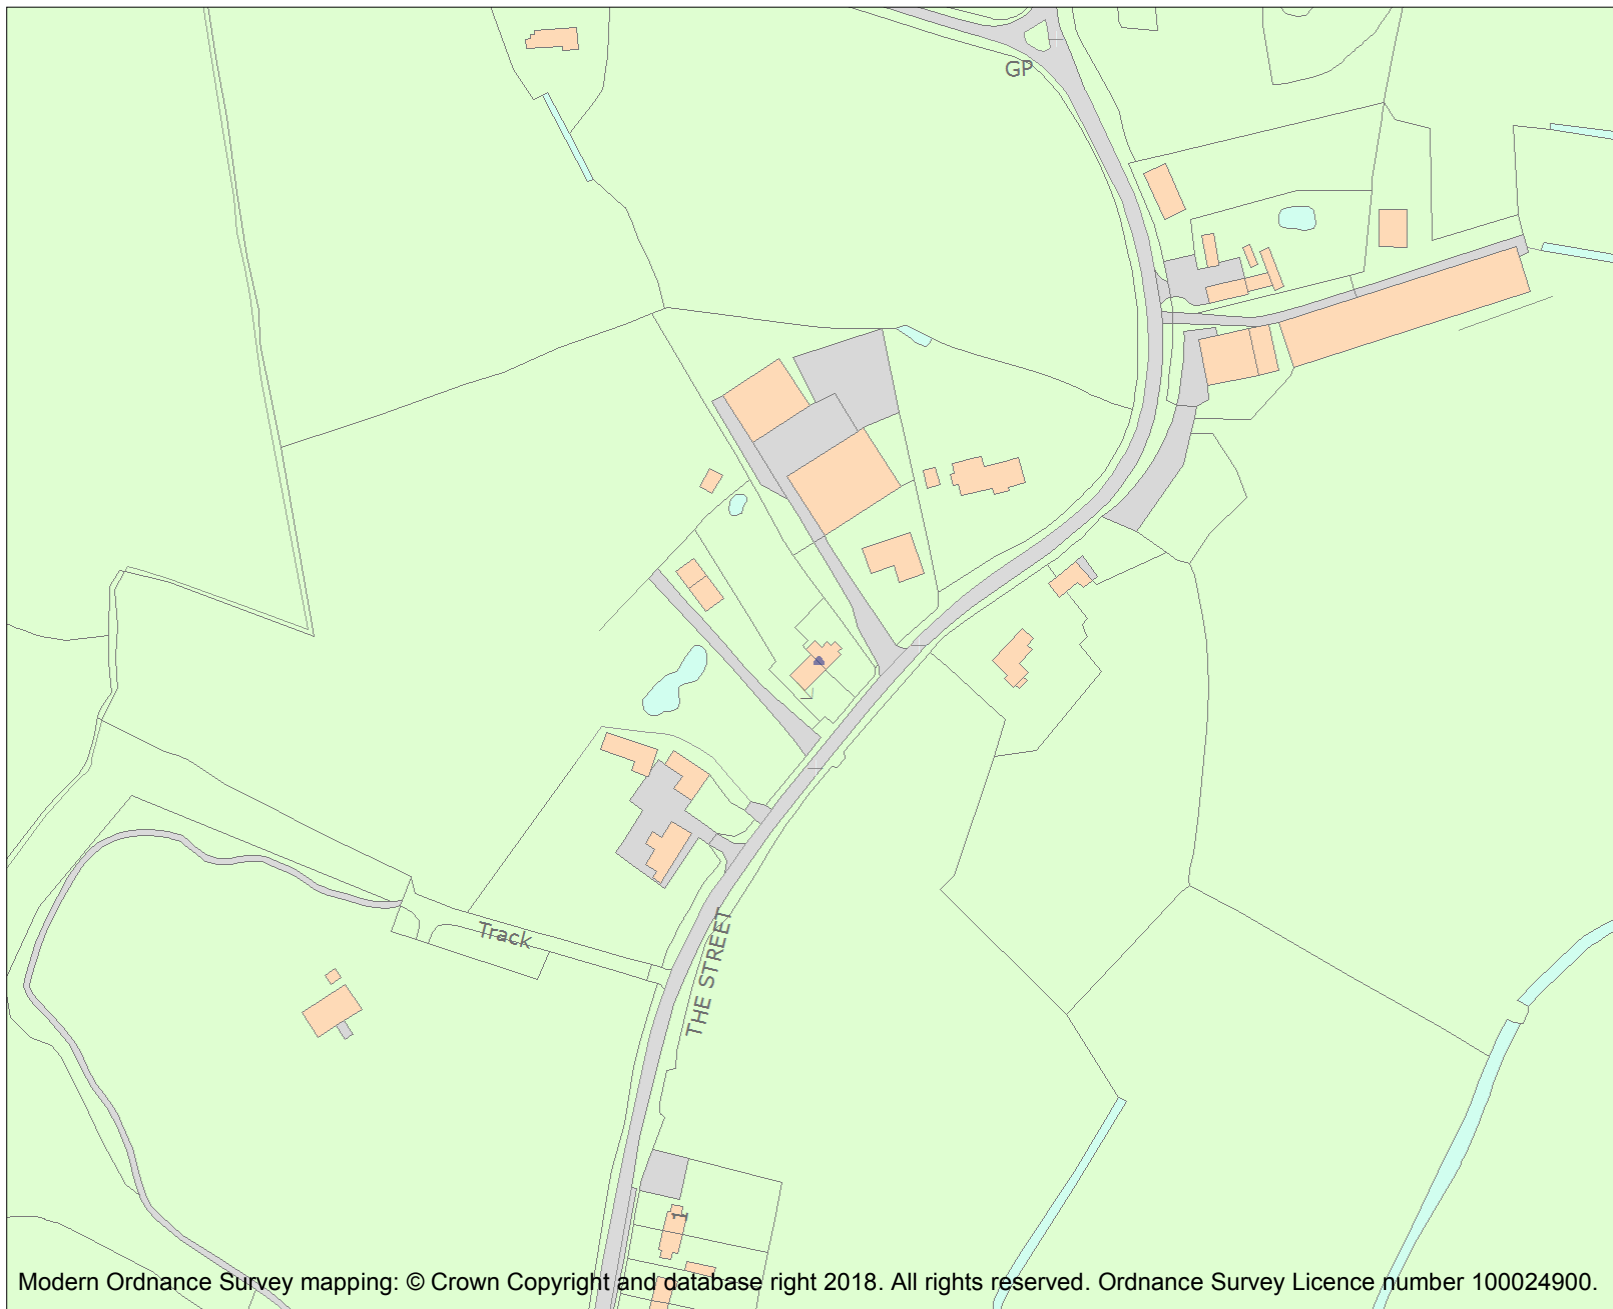 GP
Track
THE STREET
1
Modern Ordnance Survey mapping: © Crown Copyright and database right 2018. All rights reserved. Ordnance Survey Licence number 100024900.